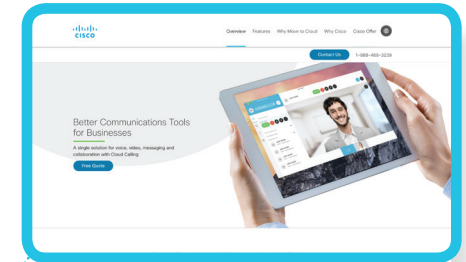 CISCO
Overview Features Why Move to Cloud Why Cisco Cisco Offer
Contact Us 1-888-469-3239
Better Communications Tools
for Businesses
A single solution for voice, video, messaging and
collaboration with Cloud Calling
Free Quote